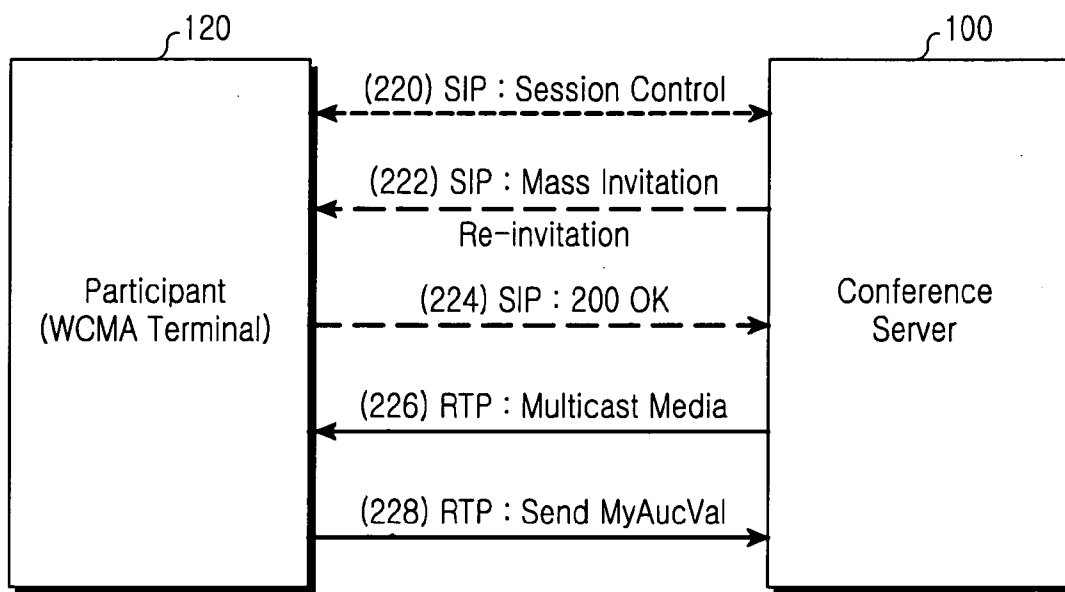 120
100
(220) SIP : Session Control
(222) SIP : Mass Invitation
Re-invitation
(224) SIP : 200 OK
Participant
(WCMA Terminal)
Conference
Server
(226) RTP : Multicast Media
(228) RTP : Send MyAucVal